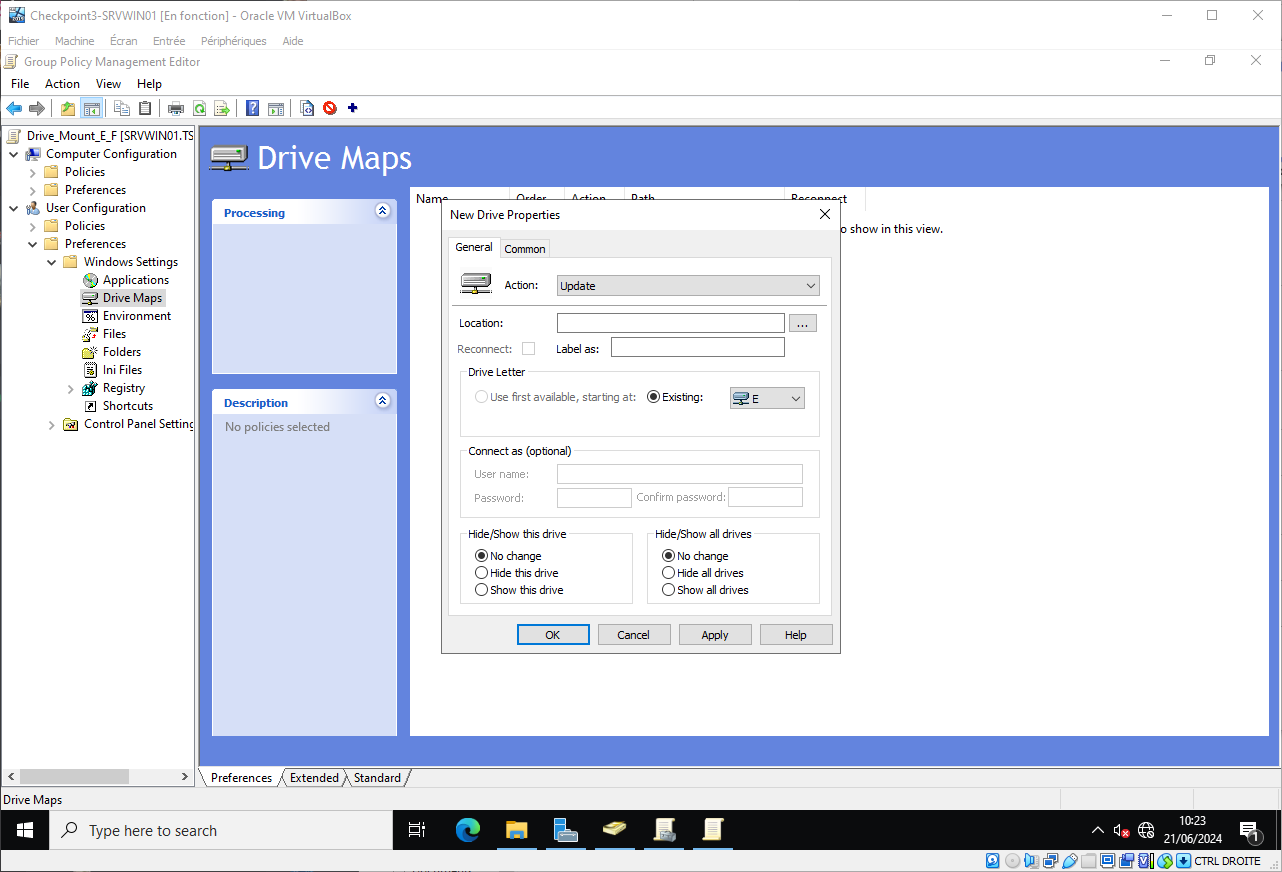 Checkpoint3-SRVWIN01 [En fonction] - Oracle VM VirtualBox
Fichier Machine Écran Entrée Périphériques Aide
Group Policy Management Editor
File Action View Help
Drive_Mount_E_F [SRVWIN01.TS
Computer Configuration
Policies
Preferences
User Configuration
Policies
Preferences
Windows Settings
Applications
Drive Maps
Environment
Files
Folders
Ini Files
Registry
Shortcuts
Control Panel Setting
Drive Maps
Processing
Description
No policies selected
Name Order Action Path Reconnect
o show in this view.
New Drive Properties
General Common
Action: Update
Location: ...
Reconnect: Label as:
Drive Letter
Use first available, starting at: Existing: E
Connect as (optional)
User name:
Password: Confirm password:
Hide/Show this drive
No change
Hide this drive
Show this drive
Hide/Show all drives
No change
Hide all drives
Show all drives
OK Cancel Apply Help
Preferences Extended Standard
Drive Maps
Type here to search
10:23
21/06/2024
1
CTRL DROITE